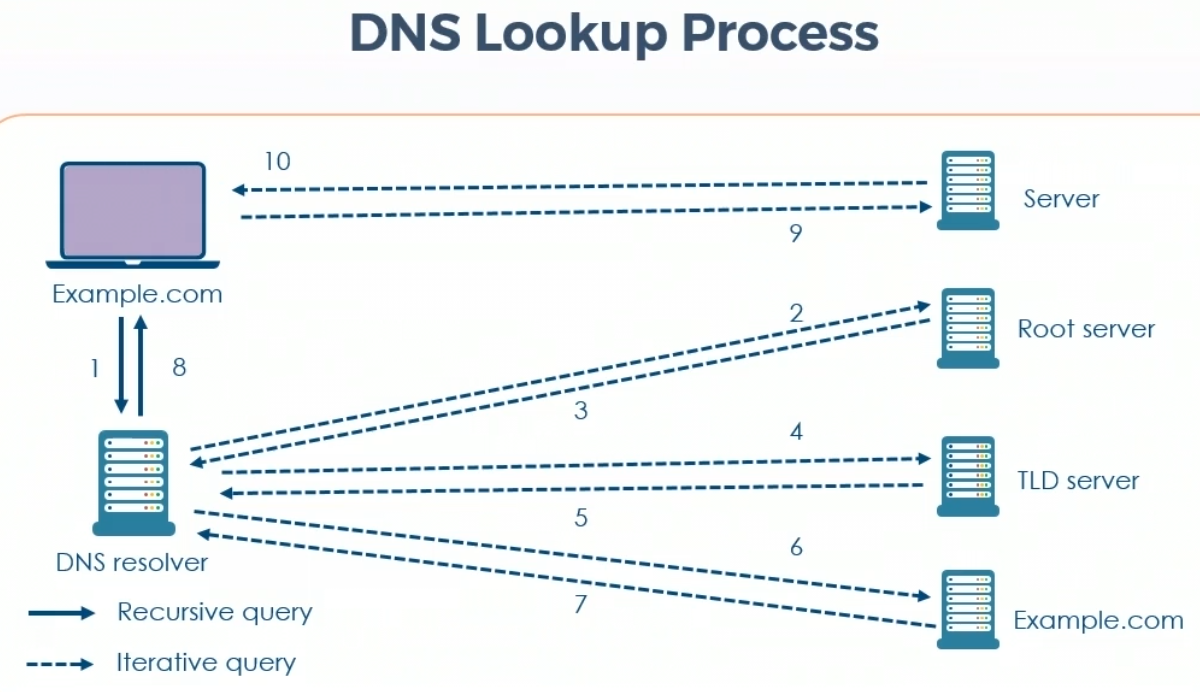 DNS Lookup Process
10
Server
9
Example.com
2
Root server
1
8
3
4
TLD server
5
6
DNS resolver
7
Example.com
Recursive query
Iterative query